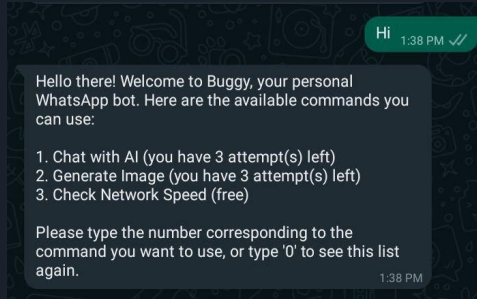 Hi
1:38 PM
Hello there! Welcome to Buggy, your personal
WhatsApp bot. Here are the available commands you
can use:
1. Chat with AI (you have 3 attempt(s) left)
2. Generate Image (you have 3 attempt(s) left)
3. Check Network Speed (free)
Please type the number corresponding to the
command you want to use, or type '0' to see this list
again.
1:38 PM